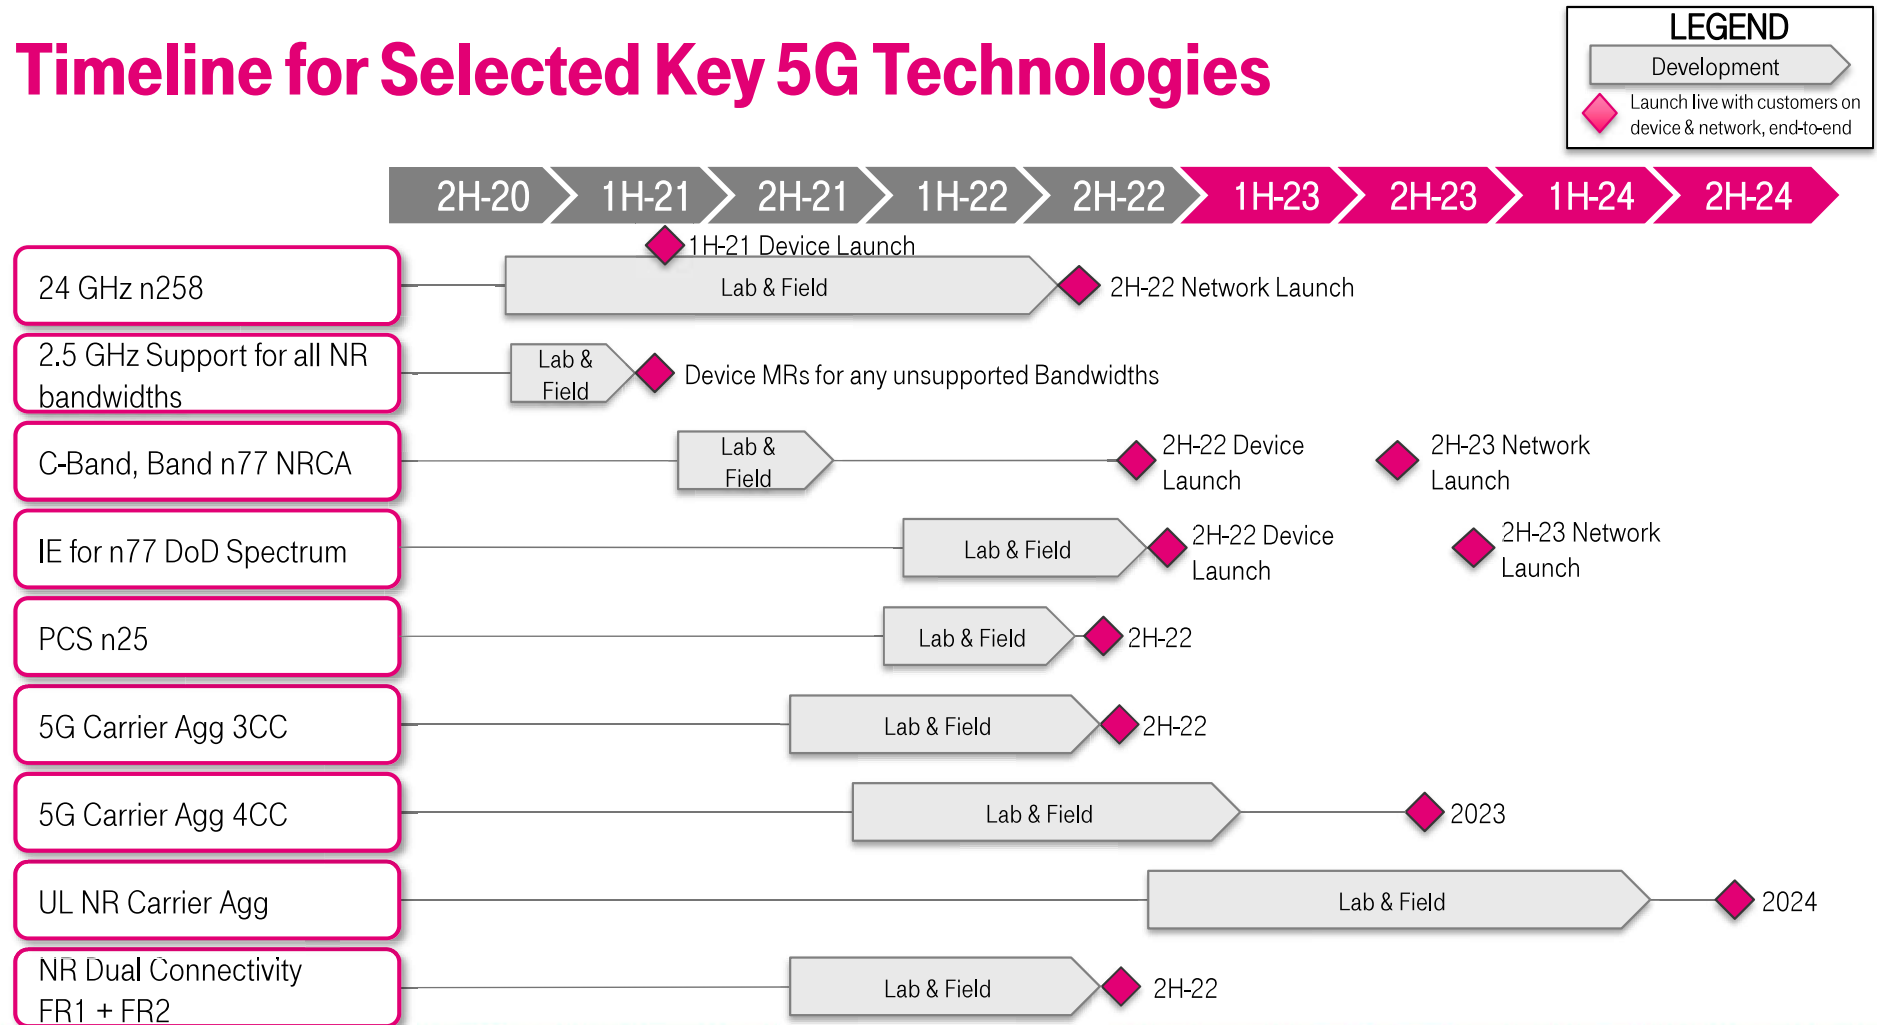 Timeline for Selected Key 5G Technologies
LEGEND
Development
Launch live with customers on
device & network, end-to-end
2H-20
1H-21
2H-21
1H-22
2H-22
1H-23
2H-23
1H-24
2H-24
24 GHz n258
1H-21 Device Launch
Lab & Field
2H-22 Network Launch
2.5 GHz Support for all NR
bandwidths
Lab &
Field
Device MRs for any unsupported Bandwidths
C-Band, Band n77 NRCA
Lab &
Field
2H-22 Device
Launch
2H-23 Network
Launch
IE for n77 DoD Spectrum
Lab & Field
2H-22 Device
Launch
2H-23 Network
Launch
PCS n25
Lab & Field
2H-22
5G Carrier Agg 3CC
Lab & Field
2H-22
5G Carrier Agg 4CC
Lab & Field
2023
UL NR Carrier Agg
Lab & Field
2024
NR Dual Connectivity
FR1 + FR2
Lab & Field
2H-22